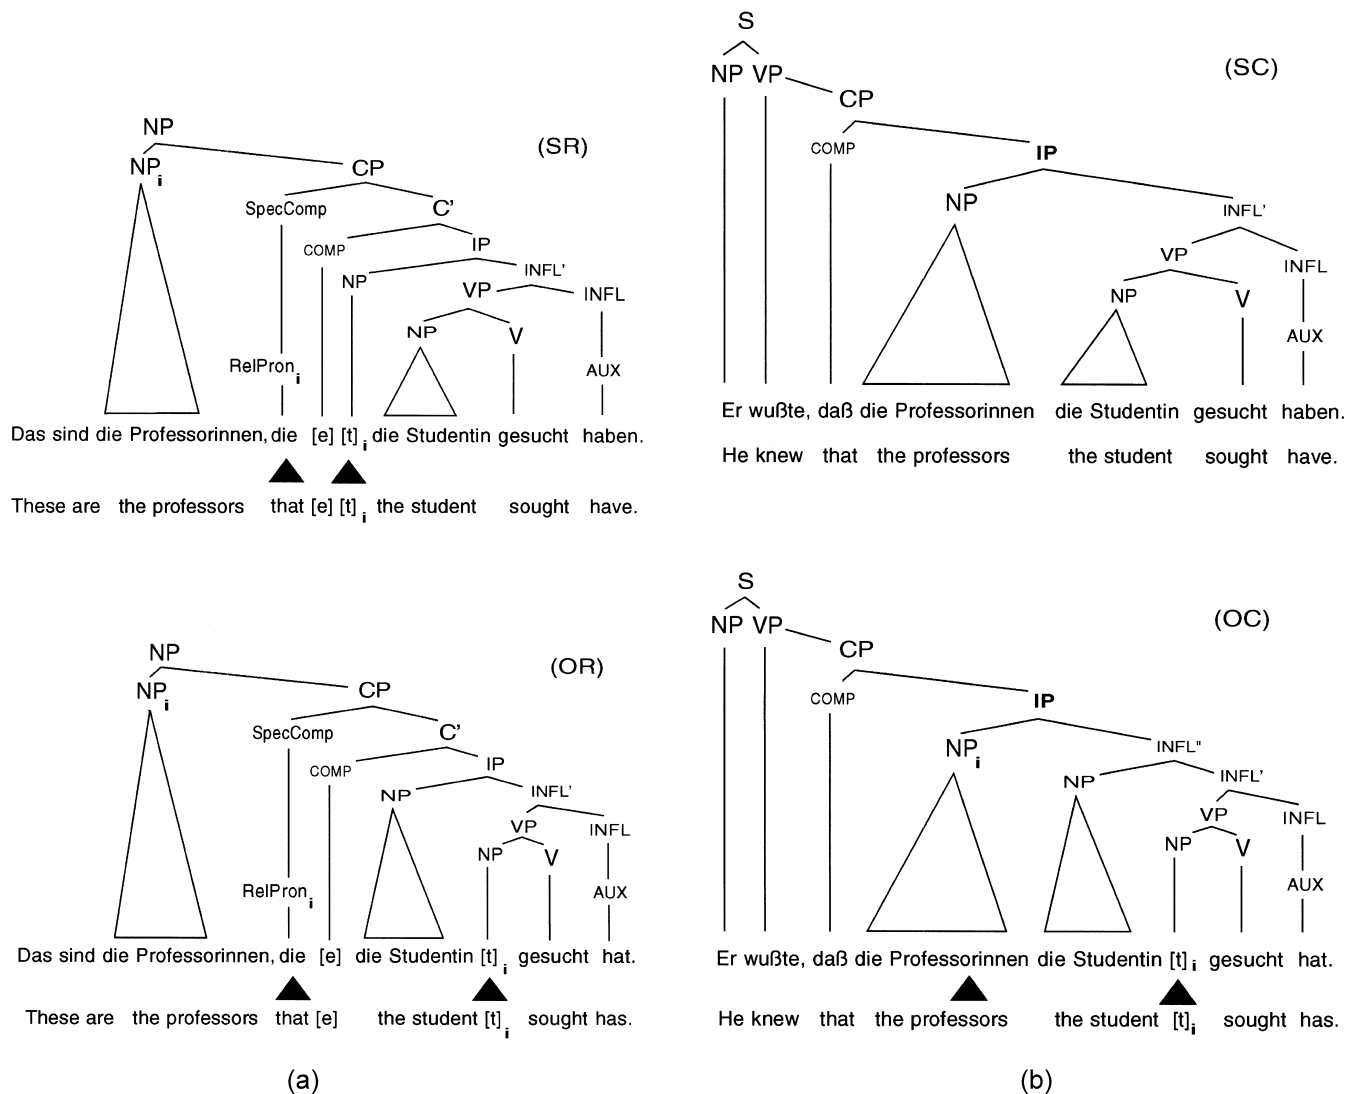 NP
(SR)
NPi
CP
SpecComp
C'
COMP
IP
NP
INFL'
VP
INFL
NP
V
RelProni
AUX
Das sind die Professorinnen, die [e] [t]i die Studentin gesucht haben.
These are the professors that [e] [t]i the student sought have.
S
(SC)
NP VP
CP
COMP
IP
NP
INFL'
VP
INFL
NP
V
AUX
Er wußte, daß die Professorinnen die Studentin gesucht haben.
He knew that the professors the student sought have.
NP
(OR)
NPi
CP
SpecComp
C'
COMP
IP
NP
INFL'
VP
INFL
NP
V
RelProni
AUX
Das sind die Professorinnen, die [e] die Studentin [t]i gesucht hat.
These are the professors that [e] the student [t]i sought has.
(a)
S
(OC)
NP VP
CP
COMP
IP
NPi
INFL"
NP
INFL'
VP
INFL
NP
V
AUX
Er wußte, daß die Professorinnen die Studentin [t]i gesucht hat.
He knew that the professors the student [t]i sought has.
(b)